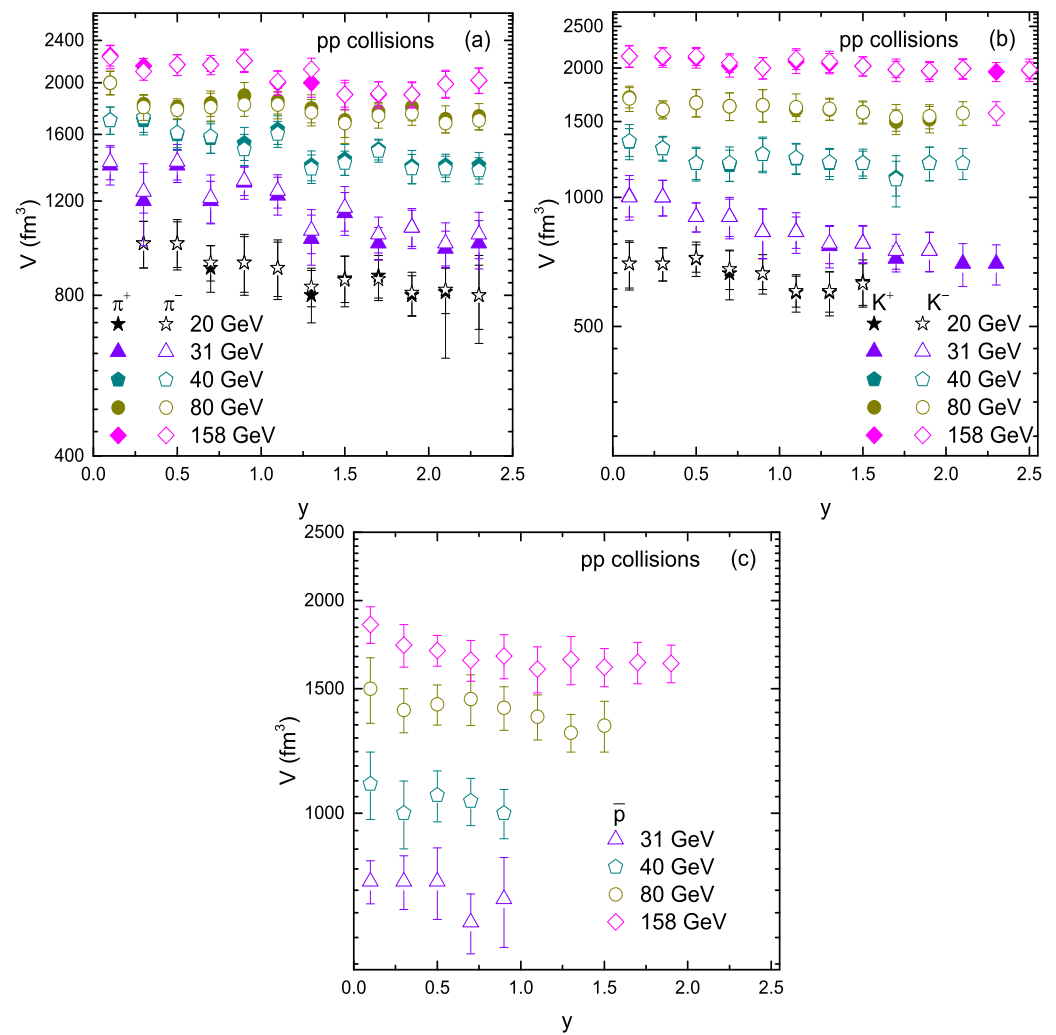 pp collisions (a)
2400
2000
1600
1200
800
400
V (fm³)
π⁺ π⁻
20 GeV
31 GeV
40 GeV
80 GeV
158 GeV
0.0 0.5 1.0 1.5 2.0 2.5
y
pp collisions (b)
2500
2000
1500
1000
500
V (fm³)
K⁺ K⁻
20 GeV
31 GeV
40 GeV
80 GeV
158 GeV
0.0 0.5 1.0 1.5 2.0 2.5
y
pp collisions (c)
2500
2000
1500
1000
V (fm³)
p̄
31 GeV
40 GeV
80 GeV
158 GeV
0.0 0.5 1.0 1.5 2.0 2.5
y